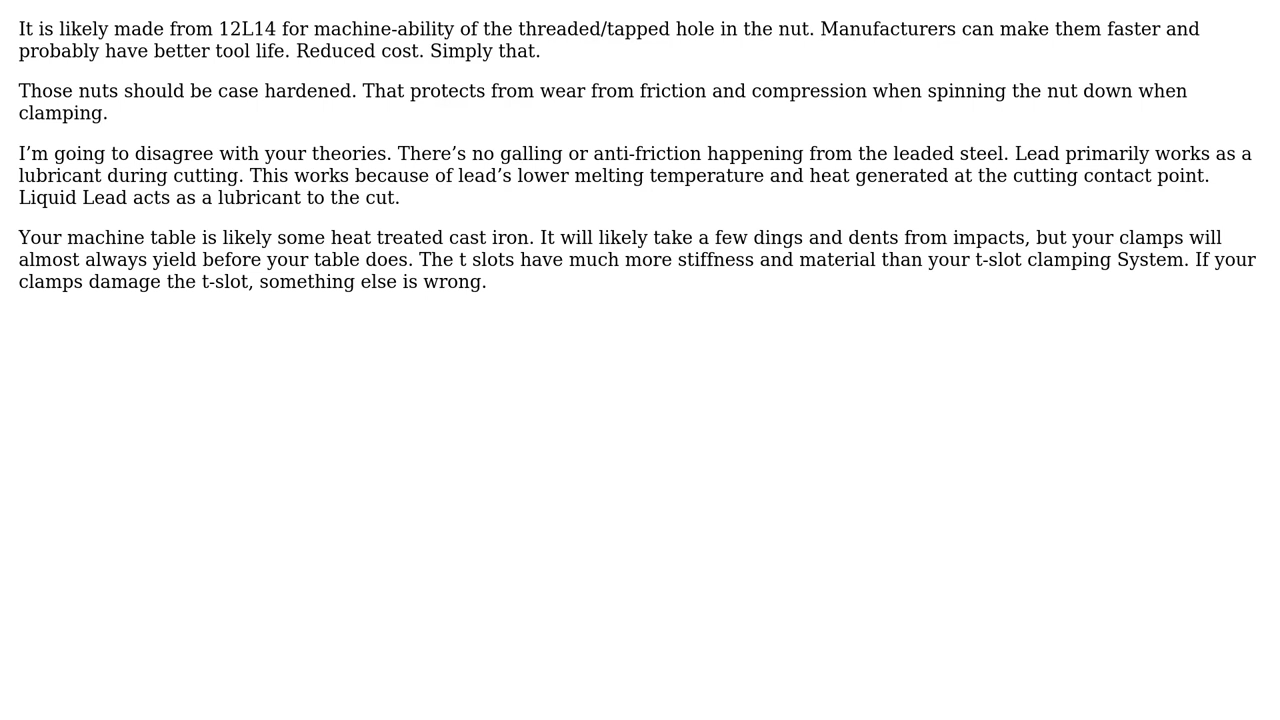 It is likely made from 12L14 for machine-ability of the threaded/tapped hole in the nut. Manufacturers can make them faster and
probably have better tool life. Reduced cost. Simply that.
Those nuts should be case hardened. That protects from wear from friction and compression when spinning the nut down when
clamping.
I’m going to disagree with your theories. There’s no galling or anti-friction happening from the leaded steel. Lead primarily works as a
lubricant during cutting. This works because of lead’s lower melting temperature and heat generated at the cutting contact point.
Liquid Lead acts as a lubricant to the cut.
Your machine table is likely some heat treated cast iron. It will likely take a few dings and dents from impacts, but your clamps will
almost always yield before your table does. The t slots have much more stiffness and material than your t-slot clamping System. If your
clamps damage the t-slot, something else is wrong.